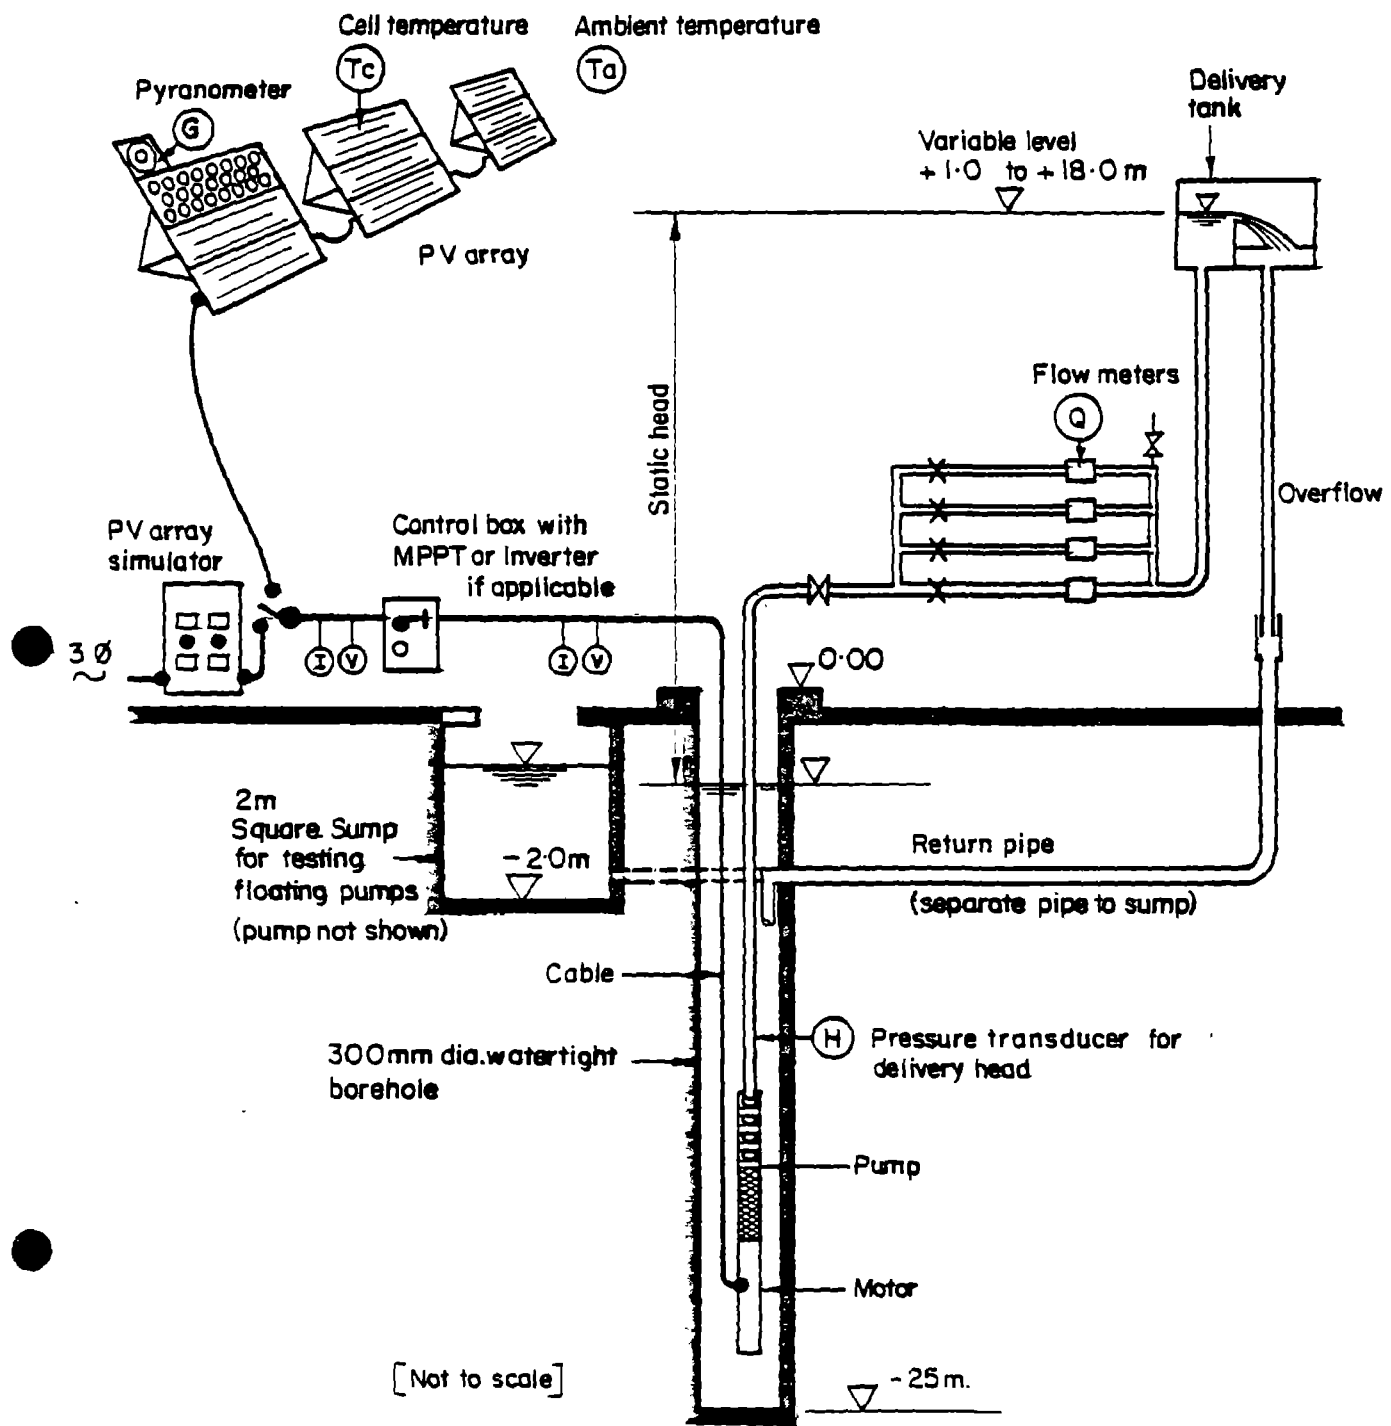 Cell temperature
Ambient temperature
Tc
Ta
Pyranometer
G
PV array
Delivery
tank
Variable level
+ 1·0 to + 18·0 m
Static head
Flow meters
Q
Overflow
PV array
simulator
Control box with
MPPT or Inverter
if applicable
3 Ø
~
I
V
I
V
0·00
2m
Square Sump
for testing
floating pumps
(pump not shown)
- 2·0m
Return pipe
(separate pipe to sump)
Cable
H
Pressure transducer for
delivery head
300mm dia. watertight
borehole
Pump
Motor
[Not to scale]
- 25 m.